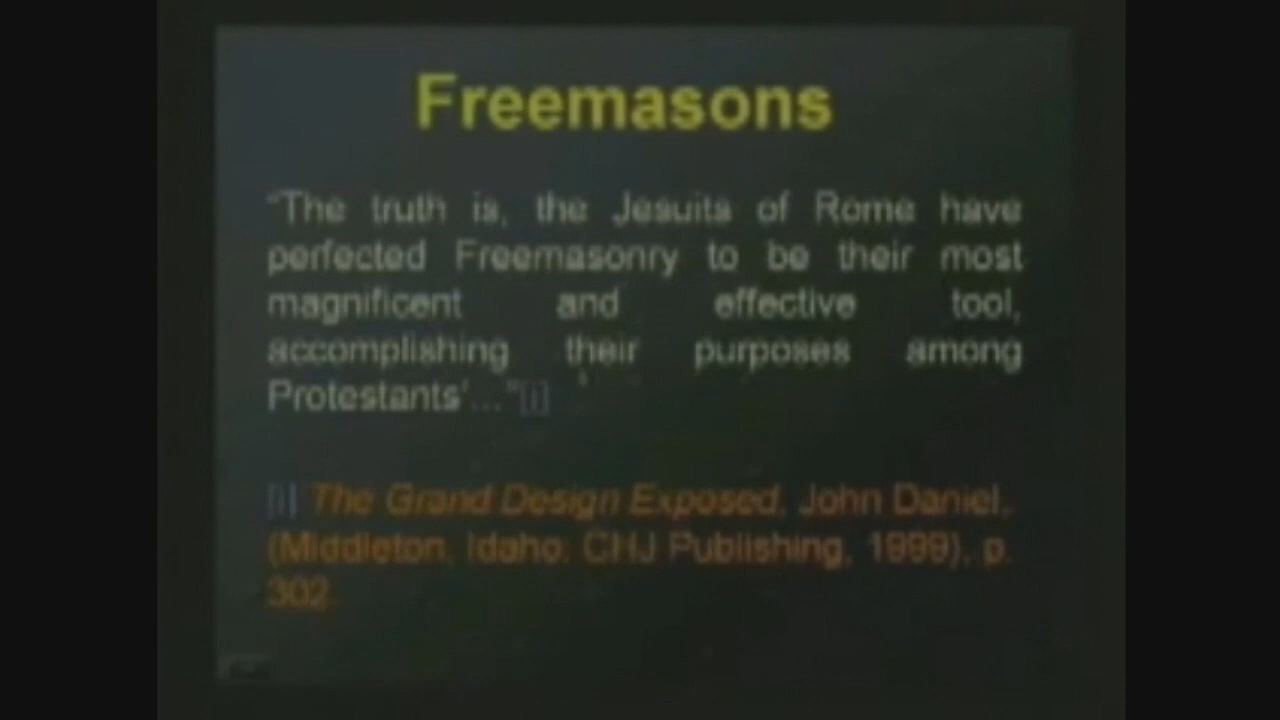 Freemasons
"The truth is, the Jesuits of Rome have
perfected Freemasonry to be their most
magnificent and effective tool,
accomplishing their purposes among
Protestants'..."[i]
[i] The Grand Design Exposed, John Daniel,
(Middleton, Idaho: CHJ Publishing, 1999), p.
302.